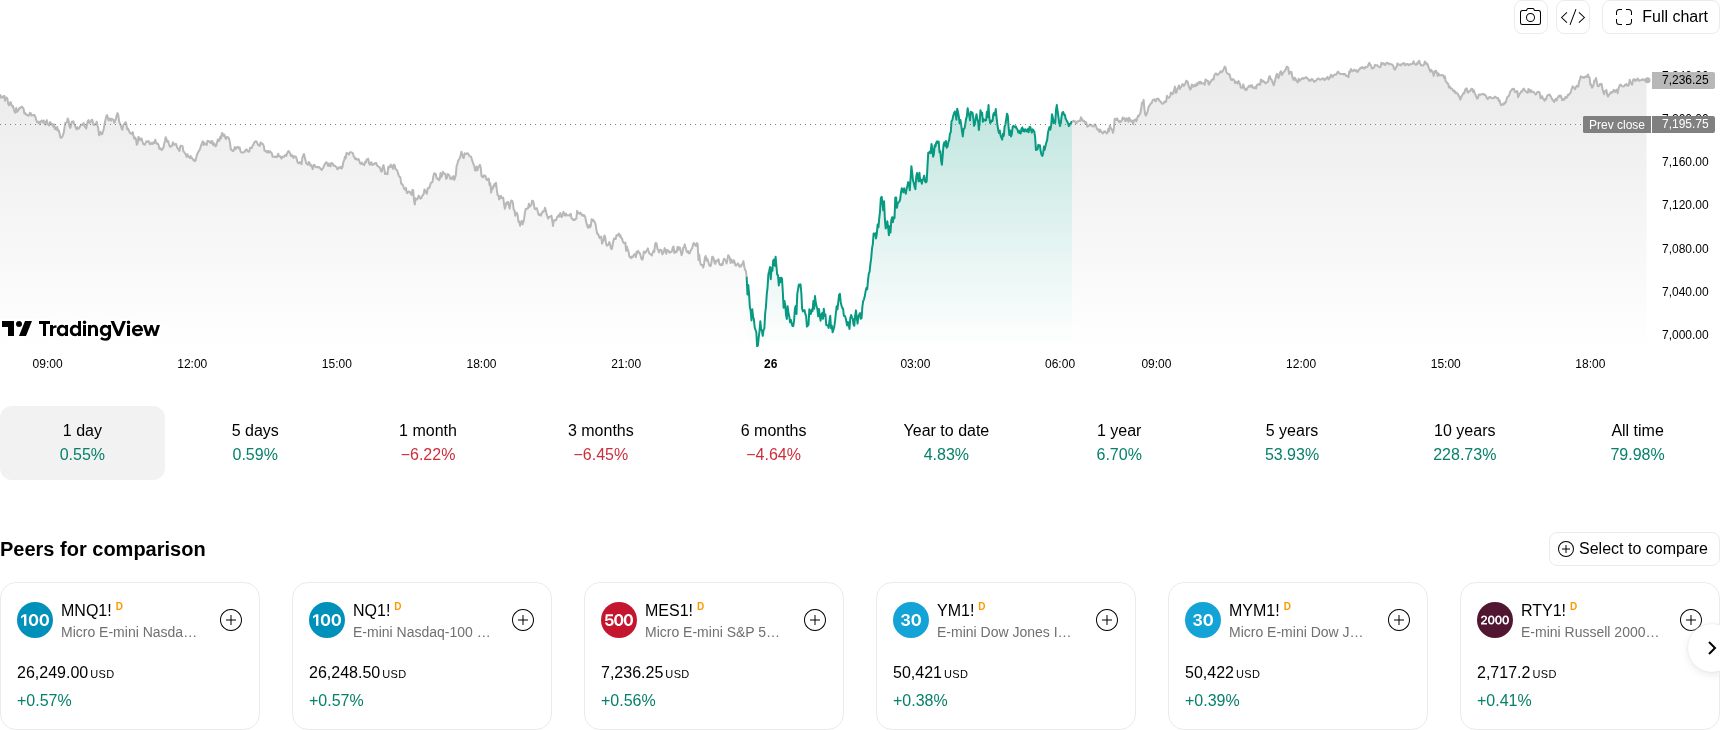 Full chart
7,236.25
Prev close 7,195.75
7,160.00
7,120.00
7,080.00
7,040.00
7,000.00
TradingView
09:00 12:00 15:00 18:00 21:00 26 03:00 06:00 09:00 12:00 15:00 18:00
1 day 5 days 1 month 3 months 6 months Year to date 1 year 5 years 10 years All time
0.55% 0.59% −6.22% −6.45% −4.64% 4.83% 6.70% 53.93% 228.73% 79.98%
Peers for comparison
Select to compare
100 MNQ1! D
Micro E-mini Nasda…
26,249.00 USD
+0.57%
100 NQ1! D
E-mini Nasdaq-100 …
26,248.50 USD
+0.57%
500 MES1! D
Micro E-mini S&P 5…
7,236.25 USD
+0.56%
30 YM1! D
E-mini Dow Jones I…
50,421 USD
+0.38%
30 MYM1! D
Micro E-mini Dow J…
50,422 USD
+0.39%
2000 RTY1! D
E-mini Russell 2000…
2,717.2 USD
+0.41%